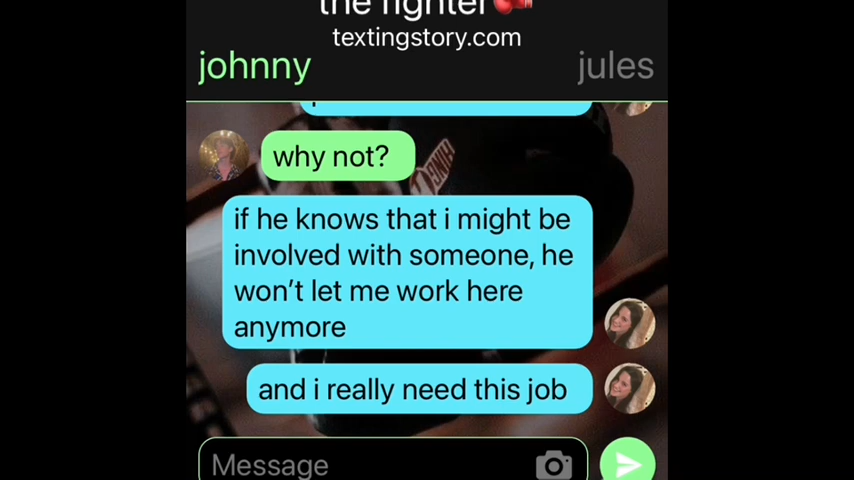 the fighter🥊
textingstory.com
johnny
jules
why not?
if he knows that i might be
involved with someone, he
won't let me work here
anymore
and i really need this job
Message